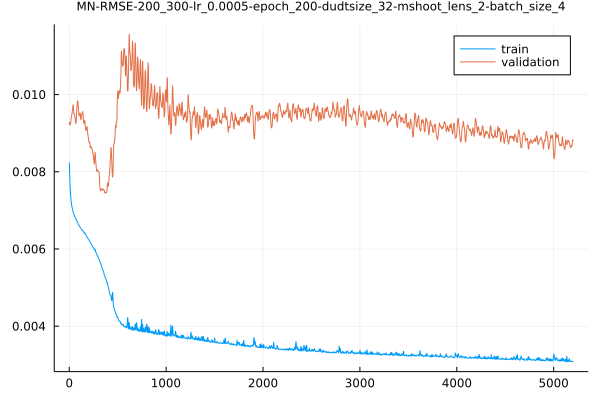 MN-RMSE-200_300-lr_0.0005-epoch_200-dudtsize_32-mshoot_lens_2-batch_size_4
train
validation
0.010
0.008
0.006
0.004
0 1000 2000 3000 4000 5000